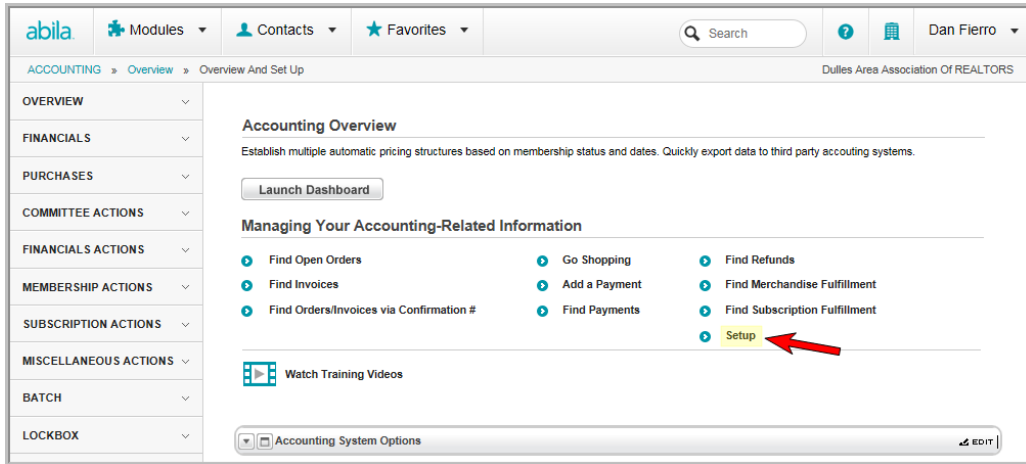 abila. Modules Contacts Favorites Search ? Dan Fierro
ACCOUNTING » Overview » Overview And Set Up Dulles Area Association Of REALTORS
OVERVIEW
FINANCIALS
PURCHASES
COMMITTEE ACTIONS
FINANCIALS ACTIONS
MEMBERSHIP ACTIONS
SUBSCRIPTION ACTIONS
MISCELLANEOUS ACTIONS
BATCH
LOCKBOX
Accounting Overview
Establish multiple automatic pricing structures based on membership status and dates. Quickly export data to third party accouting systems.
Launch Dashboard
Managing Your Accounting-Related Information
Find Open Orders Go Shopping Find Refunds
Find Invoices Add a Payment Find Merchandise Fulfillment
Find Orders/Invoices via Confirmation # Find Payments Find Subscription Fulfillment
Setup
Watch Training Videos
Accounting System Options EDIT